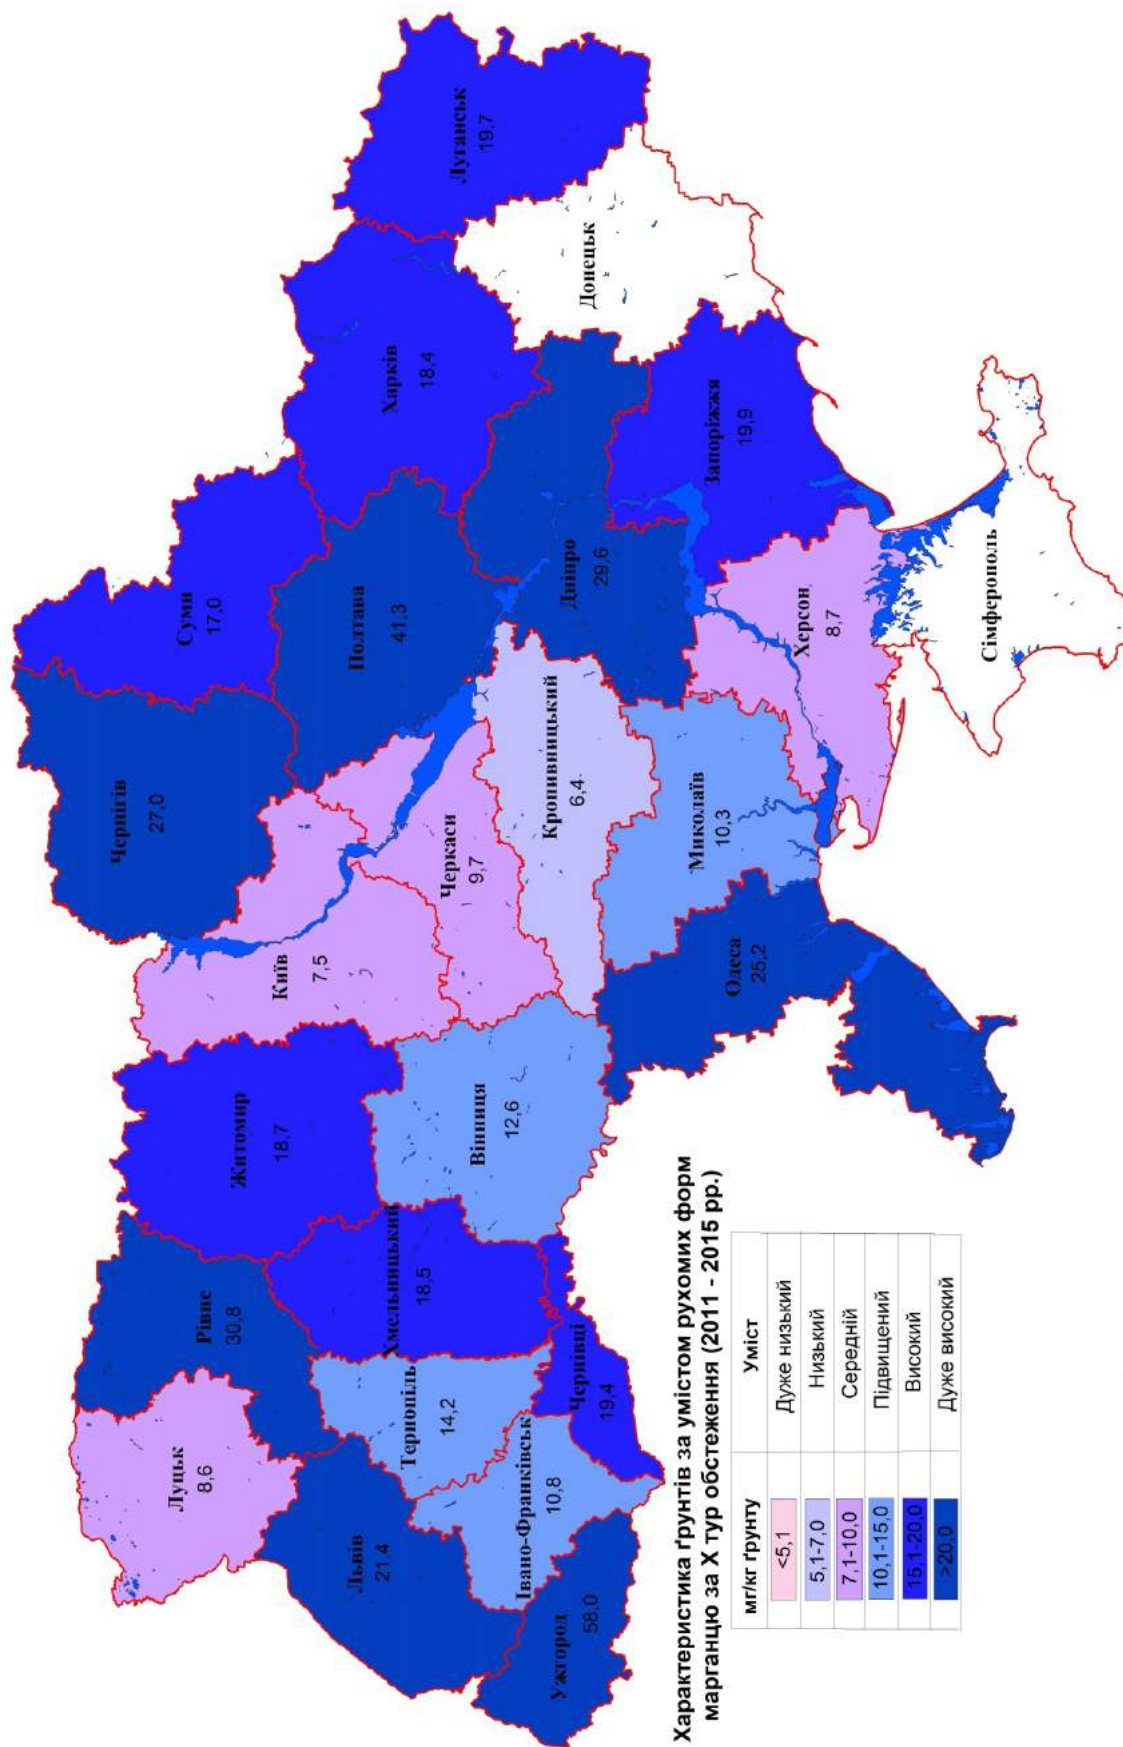 Луцьк
8,6
Рівне
30,8
Житомир
18,7
Київ
7,5
Чернігів
27,0
Суми
17,0
Львів
21,4
Тернопіль
14,2
Хмельницький
18,5
Вінниця
12,6
Черкаси
9,7
Полтава
41,3
Харків
18,4
Луганськ
19,7
Ужгород
58,0
Івано-Франківськ
10,8
Чернівці
19,4
Кропивницький
6,4
Дніпро
29,6
Донецьк
Одеса
25,2
Миколаїв
10,3
Херсон
8,7
Запоріжжя
19,9
Сімферополь
Характеристика ґрунтів за умістом рухомих форм
марганцю за X тур обстеження (2011 - 2015 рр.)
мг/кг ґрунту Уміст
<5,1 Дуже низький
5,1-7,0 Низький
7,1-10,0 Середній
10,1-15,0 Підвищений
15,1-20,0 Високий
>20,0 Дуже високий